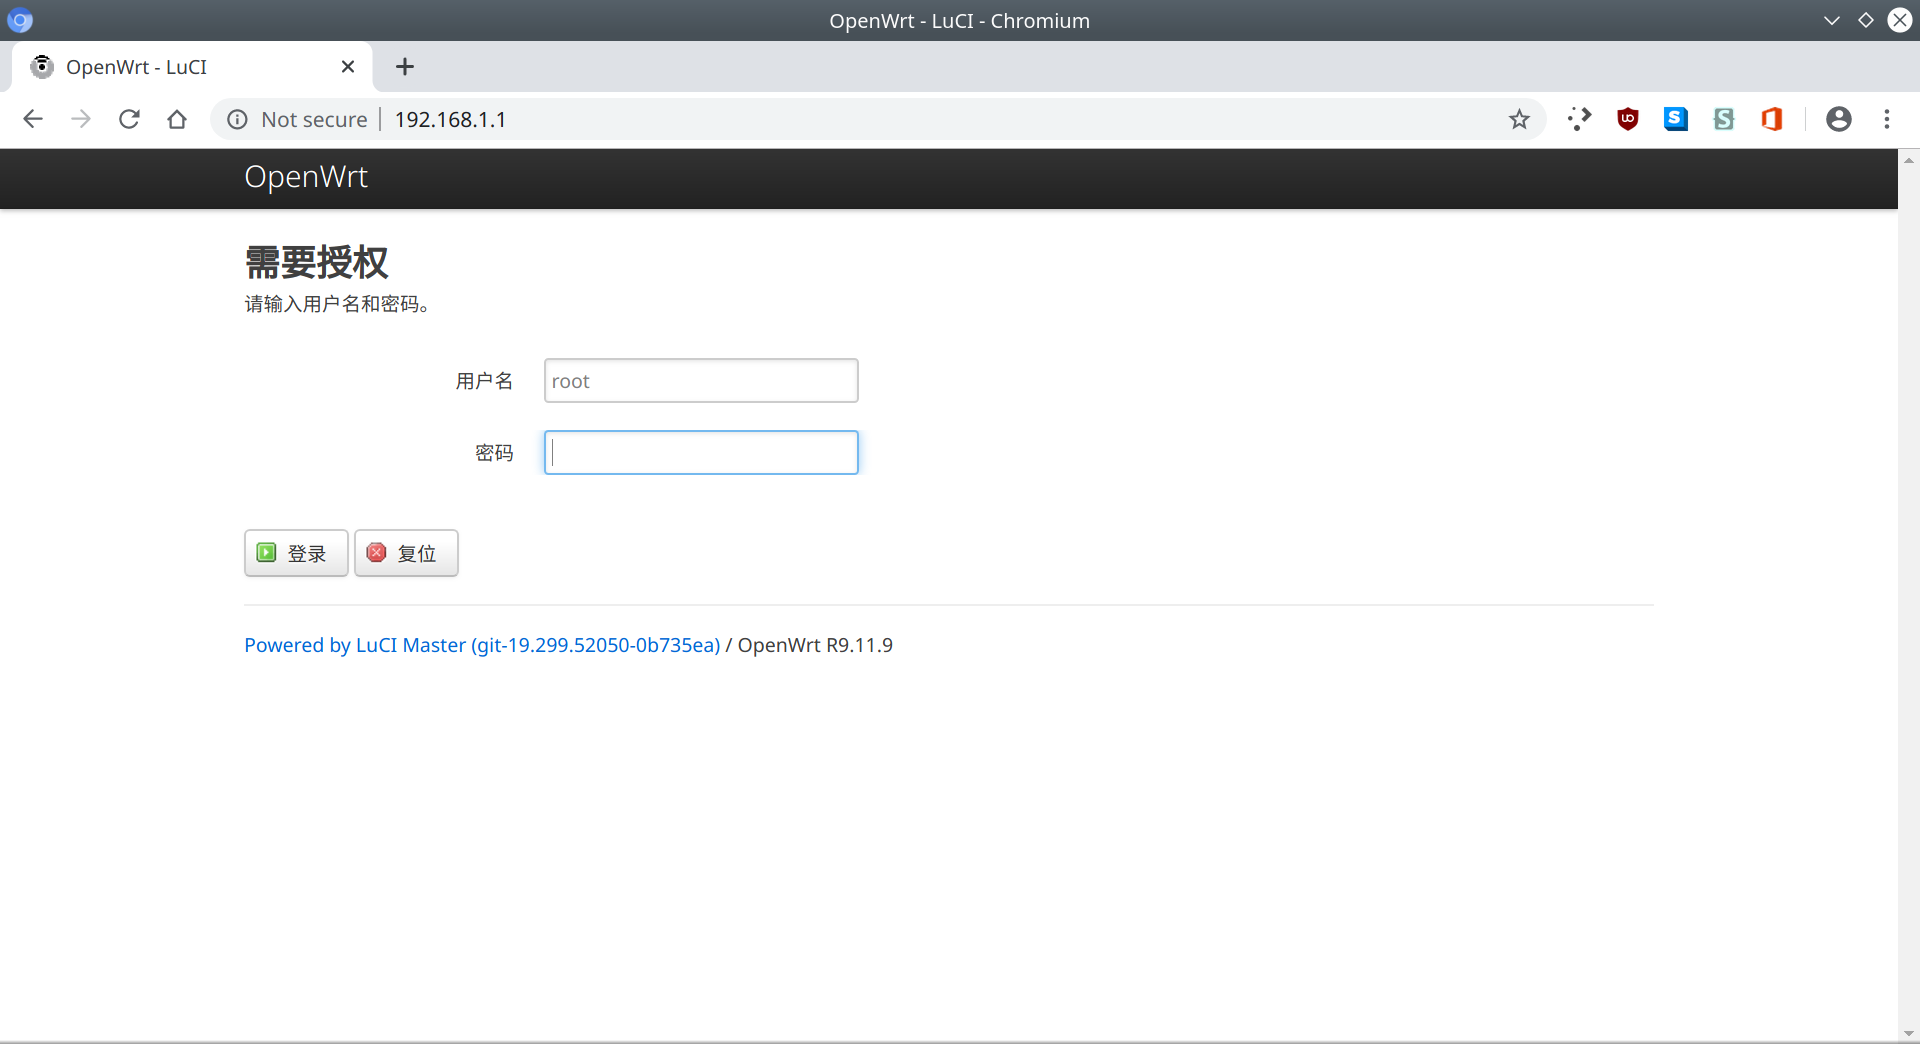 OpenWrt - LuCI - Chromium
OpenWrt - LuCI
Not secure
192.168.1.1
OpenWrt
需要授权
请输入用户名和密码。
用户名
root
密码
登录
复位
Powered by LuCI Master (git-19.299.52050-0b735ea) / OpenWrt R9.11.9